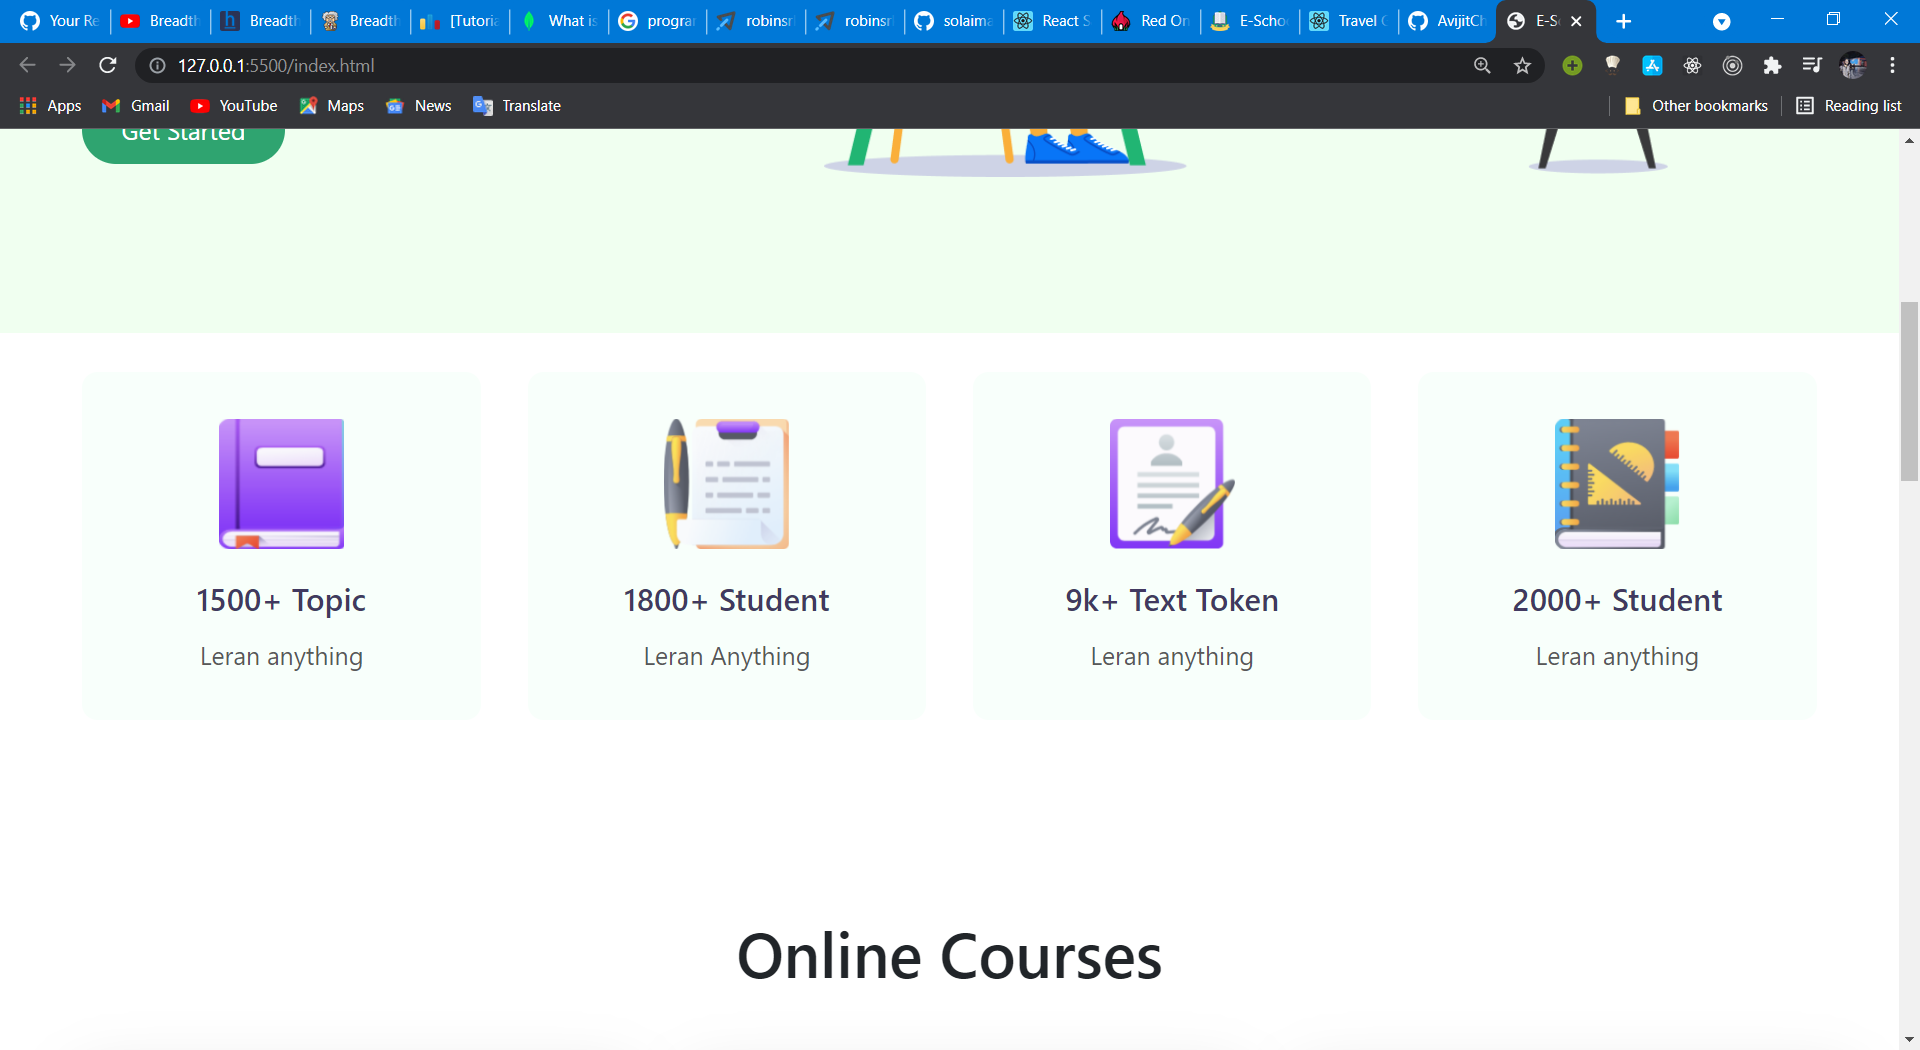 Your Re
Breadth
Breadth
Breadth
[Tutoria
What is
program
robinsr
robinsr
solaima
React S
Red On
E-Scho
Travel
AvijitCh
E-S
127.0.0.1:5500/index.html
Apps
Gmail
YouTube
Maps
News
Translate
Other bookmarks
Reading list
Get Started
1500+ Topic
Leran anything
1800+ Student
Leran Anything
9k+ Text Token
Leran anything
2000+ Student
Leran anything
Online Courses